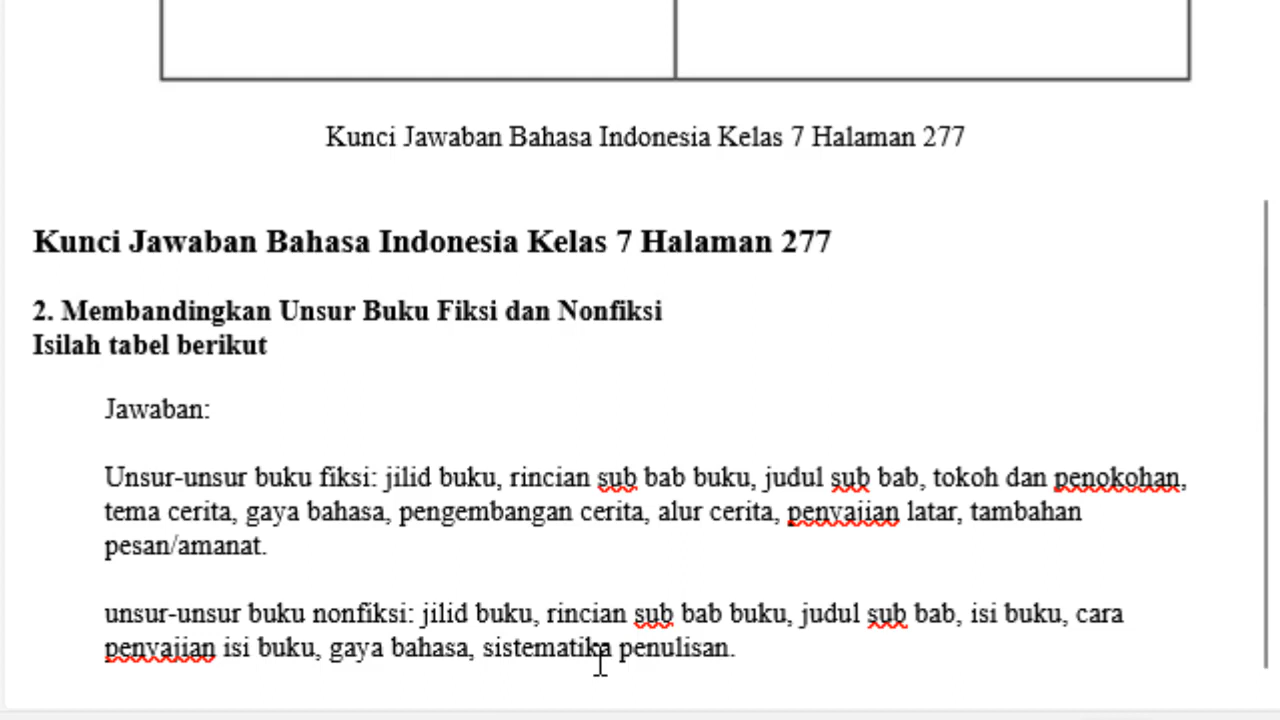 Kunci Jawaban Bahasa Indonesia Kelas 7 Halaman 277
Kunci Jawaban Bahasa Indonesia Kelas 7 Halaman 277
2. Membandingkan Unsur Buku Fiksi dan Nonfiksi
Isilah tabel berikut
Jawaban:
Unsur-unsur buku fiksi: jilid buku, rincian sub bab buku, judul sub bab, tokoh dan penokohan,
tema cerita, gaya bahasa, pengembangan cerita, alur cerita, penyajian latar, tambahan
pesan/amanat.
unsur-unsur buku nonfiksi: jilid buku, rincian sub bab buku, judul sub bab, isi buku, cara
penyajian isi buku, gaya bahasa, sistematika penulisan.